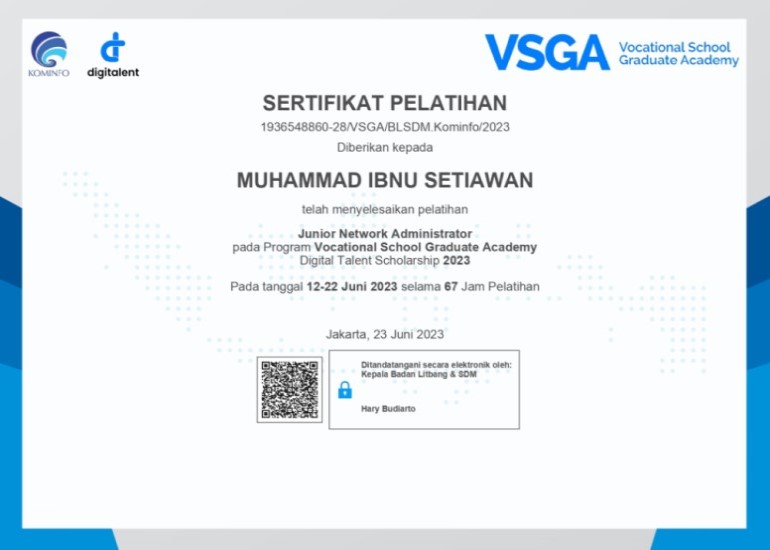 KOMINFO
digitalent
VSGA
Vocational School
Graduate Academy
SERTIFIKAT PELATIHAN
1936548860-28/VSGA/BLSDM.Kominfo/2023
Diberikan kepada
MUHAMMAD IBNU SETIAWAN
telah menyelesaikan pelatihan
Junior Network Administrator
pada Program Vocational School Graduate Academy
Digital Talent Scholarship 2023
Pada tanggal 12-22 Juni 2023 selama 67 Jam Pelatihan
Jakarta, 23 Juni 2023
Ditandatangani secara elektronik oleh:
Kepala Badan Litbang & SDM
Hary Budiarto